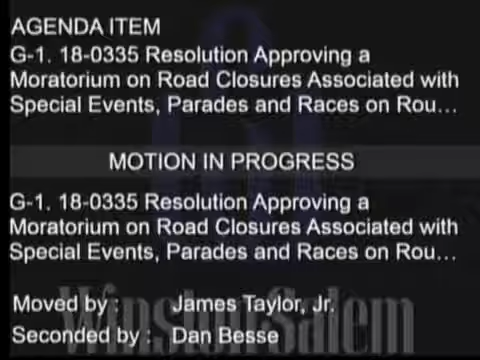 AGENDA ITEM
G-1. 18-0335 Resolution Approving a
Moratorium on Road Closures Associated with
Special Events, Parades and Races on Rou...
MOTION IN PROGRESS
G-1. 18-0335 Resolution Approving a
Moratorium on Road Closures Associated with
Special Events, Parades and Races on Rou...
Winston Salem
Moved by : James Taylor, Jr.
Seconded by : Dan Besse